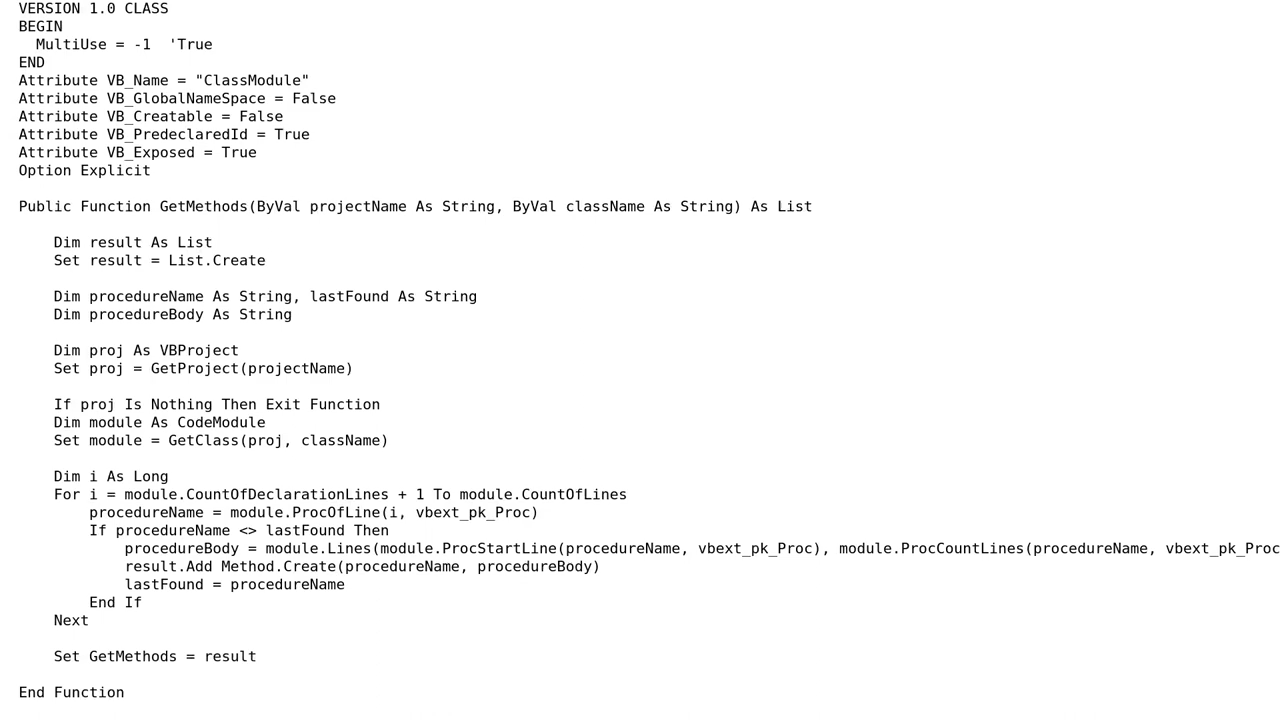 VERSION 1.0 CLASS
BEGIN
  MultiUse = -1  'True
END
Attribute VB_Name = "ClassModule"
Attribute VB_GlobalNameSpace = False
Attribute VB_Creatable = False
Attribute VB_PredeclaredId = True
Attribute VB_Exposed = True
Option Explicit

Public Function GetMethods(ByVal projectName As String, ByVal className As String) As List

    Dim result As List
    Set result = List.Create

    Dim procedureName As String, lastFound As String
    Dim procedureBody As String

    Dim proj As VBProject
    Set proj = GetProject(projectName)

    If proj Is Nothing Then Exit Function
    Dim module As CodeModule
    Set module = GetClass(proj, className)

    Dim i As Long
    For i = module.CountOfDeclarationLines + 1 To module.CountOfLines
        procedureName = module.ProcOfLine(i, vbext_pk_Proc)
        If procedureName <> lastFound Then
            procedureBody = module.Lines(module.ProcStartLine(procedureName, vbext_pk_Proc), module.ProcCountLines(procedureName, vbext_pk_Proc
            result.Add Method.Create(procedureName, procedureBody)
            lastFound = procedureName
        End If
    Next

    Set GetMethods = result

End Function